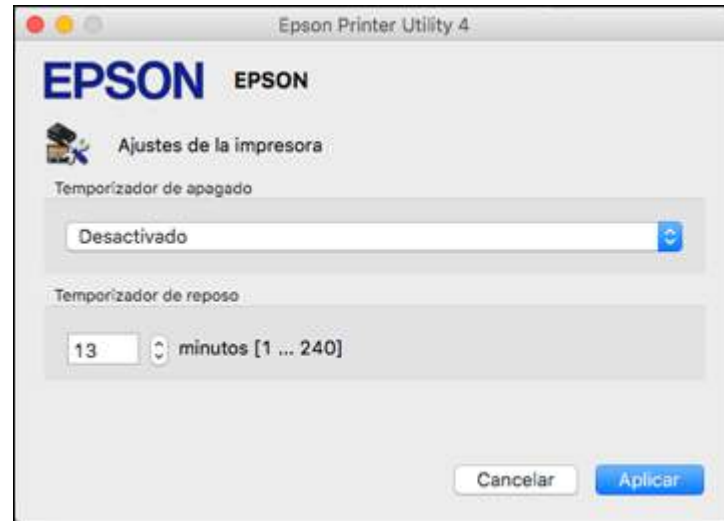 Epson Printer Utility 4
EPSON EPSON
Ajustes de la impresora
Temporizador de apagado
Desactivado
Temporizador de reposo
13 minutos [1 ... 240]
Cancelar Aplicar